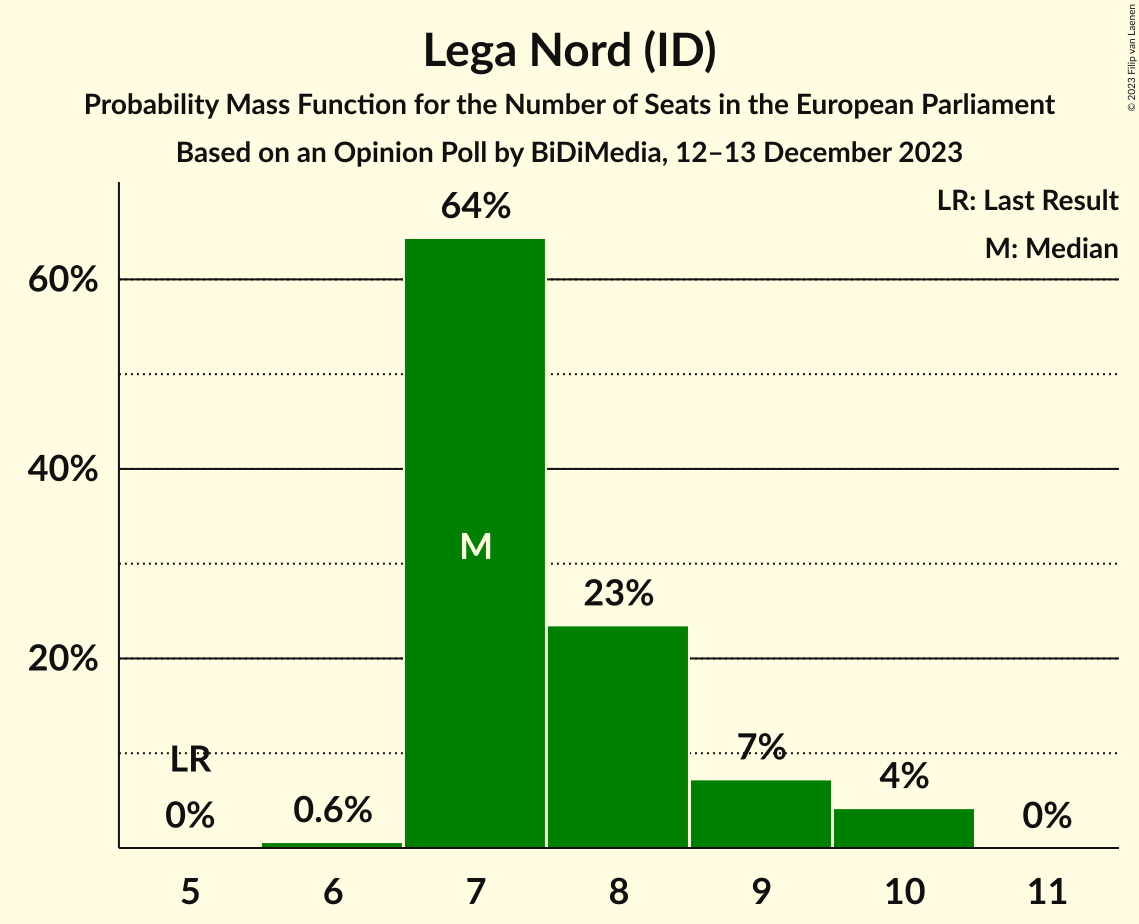 Lega Nord (ID)
Probability Mass Function for the Number of Seats in the European Parliament
Based on an Opinion Poll by BiDiMedia, 12–13 December 2023
© 2023 Filip van Laenen
LR: Last Result
M: Median
64%
60%
40%
M
23%
20%
LR
7%
4%
0%
0.6%
0%
5
6
7
8
9
10
11